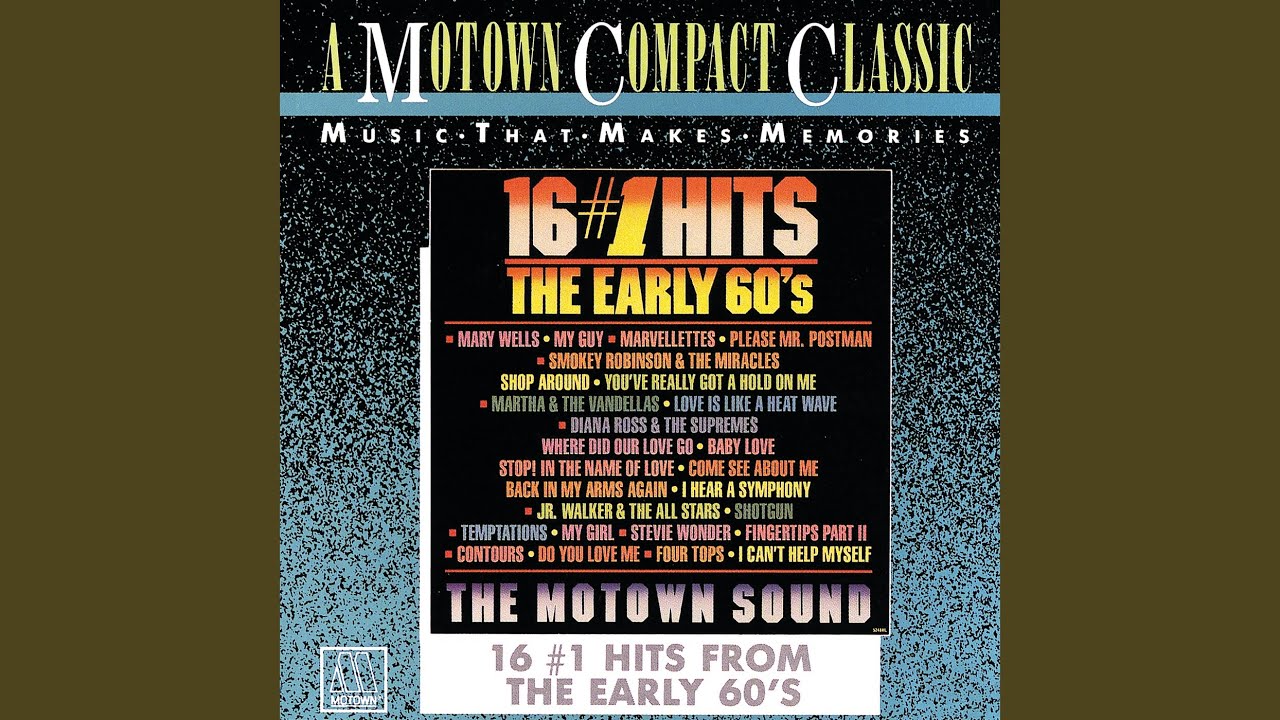 A MOTOWN COMPACT CLASSIC
MUSIC·THAT·MAKES·MEMORIES
16 #1 HITS
THE EARLY 60's
▪ MARY WELLS • MY GUY ▪ MARVELLETTES • PLEASE MR. POSTMAN
▪ SMOKEY ROBINSON & THE MIRACLES
SHOP AROUND • YOU'VE REALLY GOT A HOLD ON ME
▪ MARTHA & THE VANDELLAS • LOVE IS LIKE A HEAT WAVE
▪ DIANA ROSS & THE SUPREMES
WHERE DID OUR LOVE GO • BABY LOVE
STOP! IN THE NAME OF LOVE • COME SEE ABOUT ME
BACK IN MY ARMS AGAIN • I HEAR A SYMPHONY
▪ JR. WALKER & THE ALL STARS • SHOTGUN
▪ TEMPTATIONS • MY GIRL ▪ STEVIE WONDER • FINGERTIPS PART II
▪ CONTOURS • DO YOU LOVE ME ▪ FOUR TOPS • I CAN'T HELP MYSELF
THE MOTOWN SOUND
16 #1 HITS FROM
THE EARLY 60'S
M
MOTOWN